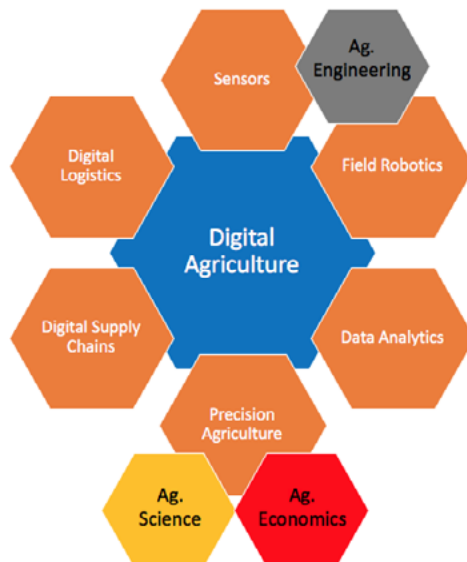 Ag.
Engineering
Sensors
Digital
Logistics
Field Robotics
Digital
Agriculture
Digital Supply
Chains
Data Analytics
Precision
Agriculture
Ag.
Science
Ag.
Economics